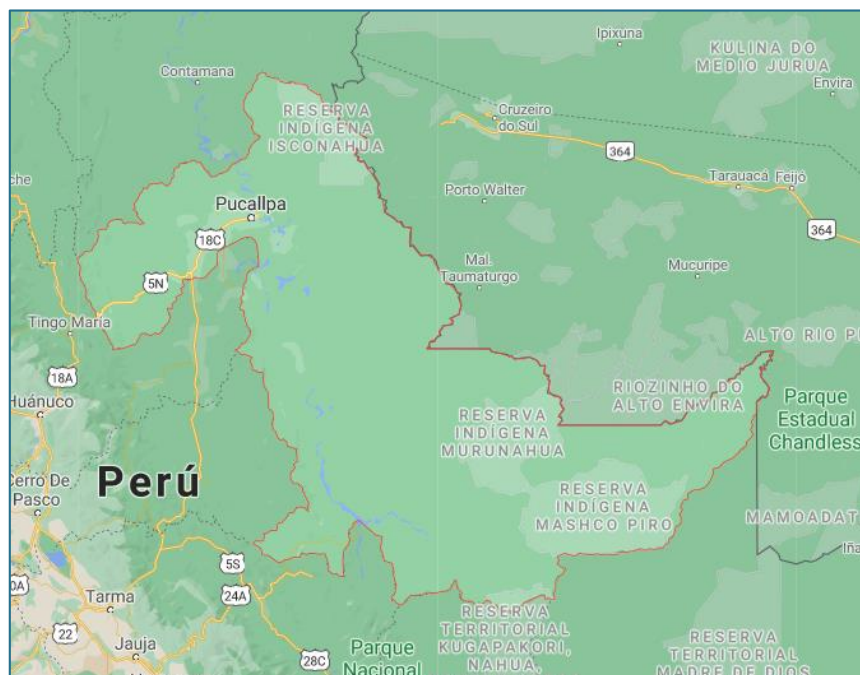 Ipixuna
KULINA DO
MEDIO JURUA
Envira
Contamana
RESERVA
INDÍGENA
ISCONAHUA
Cruzeiro
do Sul
364
Tarauacá
Feijó
Porto Walter
364
Pucallpa
18C
5N
Mal.
Taumaturgo
Mucuripe
Tingo María
ALTO RIO P
18A
Huánuco
RIOZINHO DO
ALTO ENVIRA
Parque
Estadual
Chandless
RESERVA
INDÍGENA
MURUNAHUA
Perú
Cerro De
Pasco
RESERVA
INDÍGENA
MASHCO PIRO
MAMOADAT
Iña
5S
0A
24A
Tarma
22
Jauja
28C
RESERVA
TERRITORIAL
KUGAPAKORI,
NAHUA,
Parque
Nacional
RESERVA
TERRITORIAL
MADRE DE DIOS